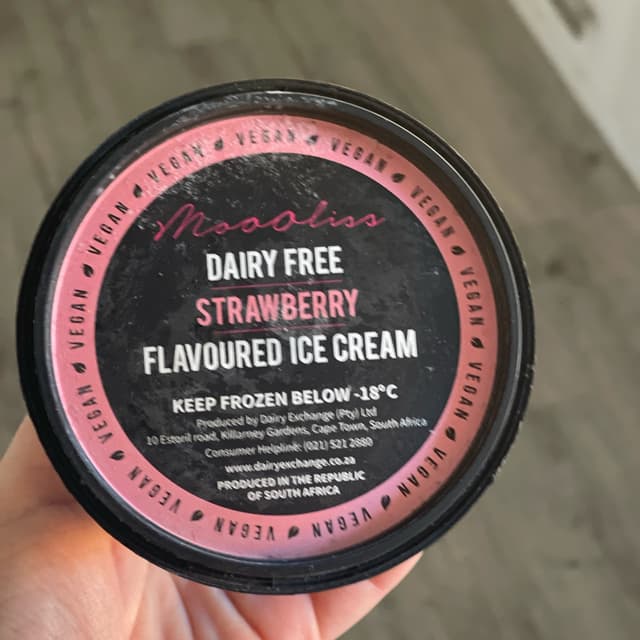 VEGAN VEGAN VEGAN VEGAN VEGAN VEGAN VEGAN VEGAN VEGAN VEGAN VEGAN VEGAN VEGAN
MooOliss
DAIRY FREE
STRAWBERRY
FLAVOURED ICE CREAM
KEEP FROZEN BELOW -18°C
Produced by Dairy Exchange (Pty) Ltd
10 Estoril road, Killarney Gardens, Cape Town, South Africa
Consumer Helpline: (021) 521 2880
www.dairyexchange.co.za
PRODUCED IN THE REPUBLIC
OF SOUTH AFRICA